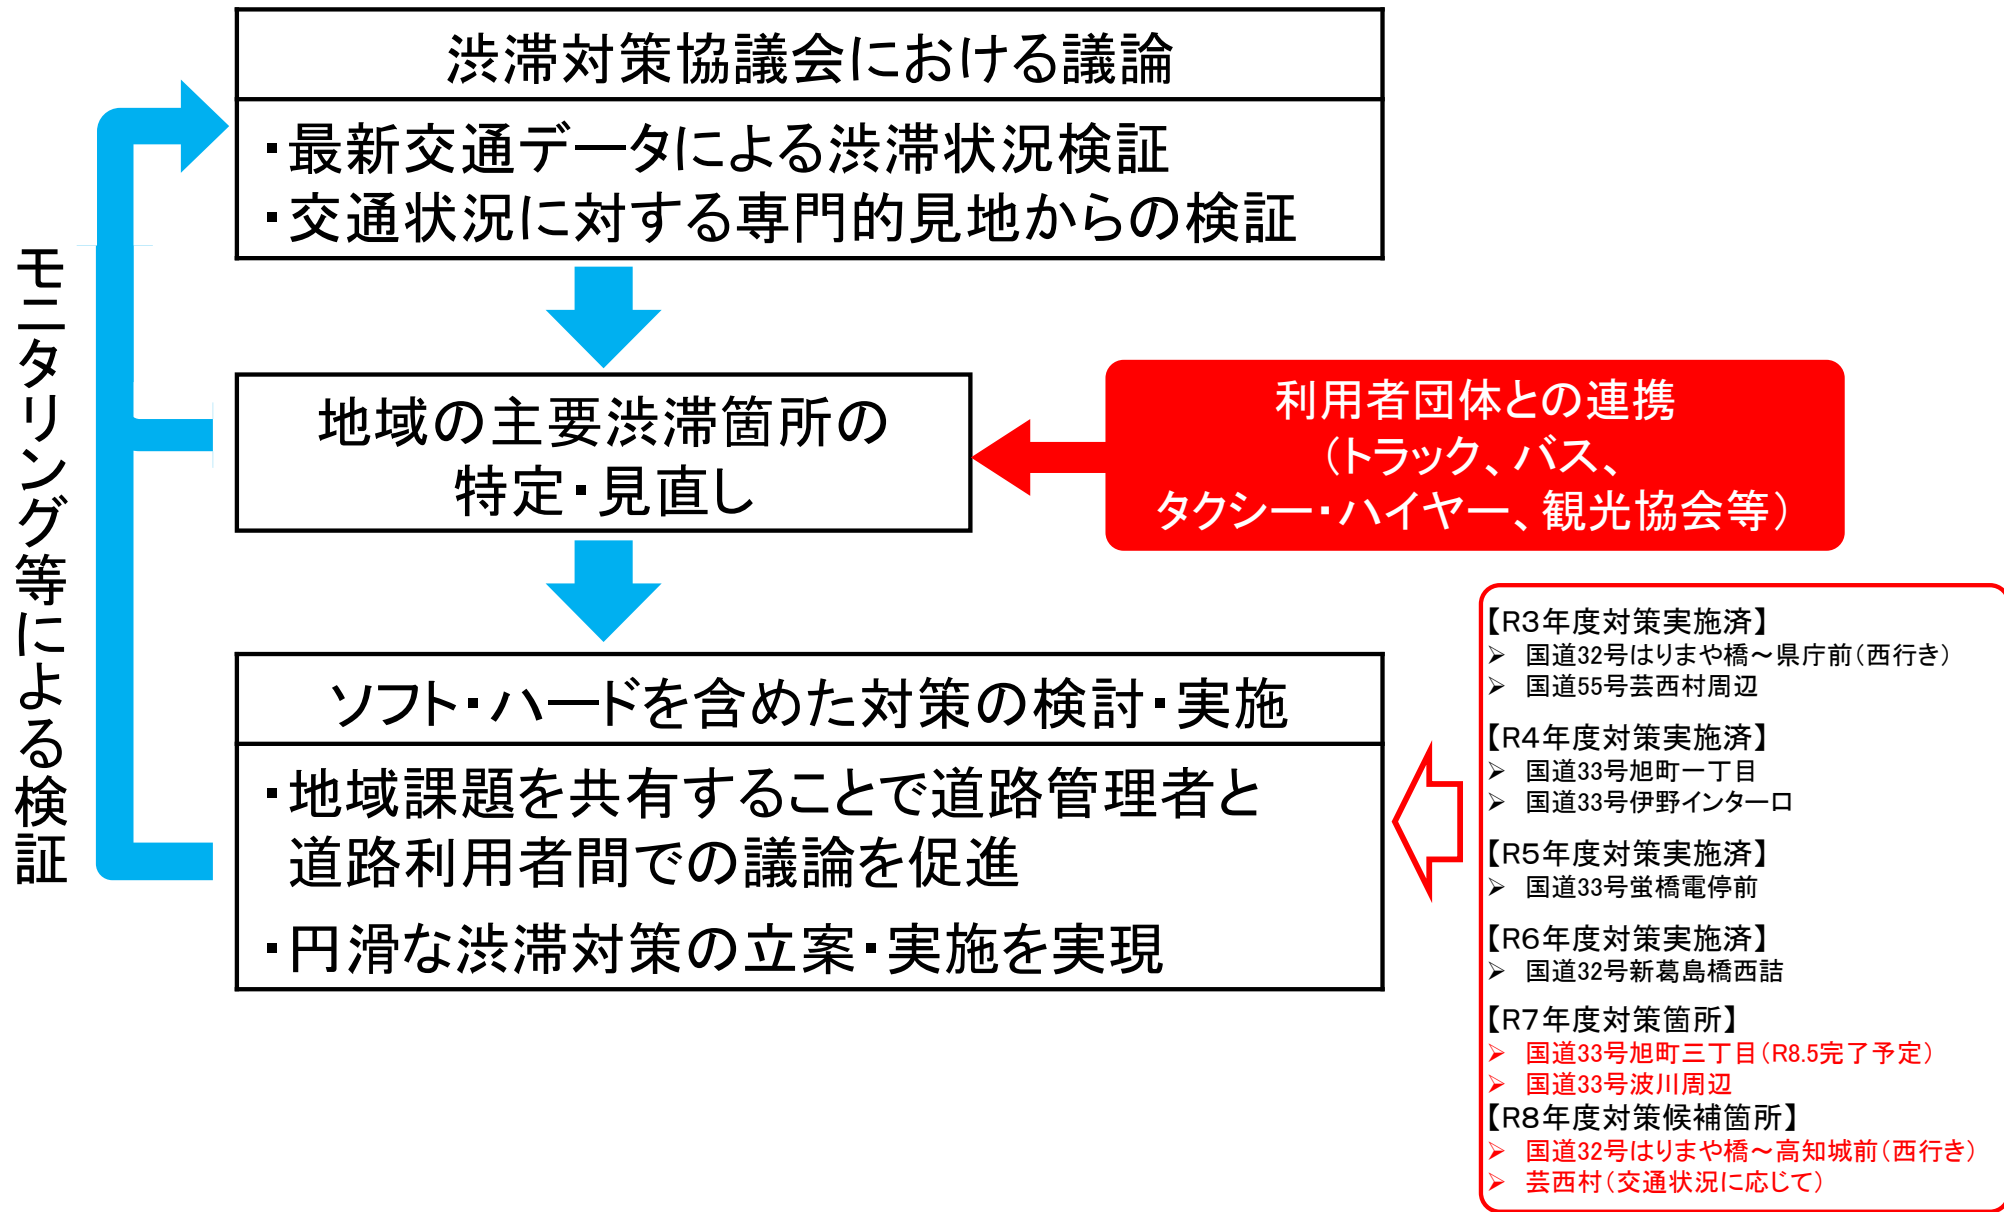 渋滞対策協議会における議論
・最新交通データによる渋滞状況検証
・交通状況に対する専門的見地からの検証
モニタリング等による検証
地域の主要渋滞箇所の
特定・見直し
利用者団体との連携
（トラック、バス、
タクシー・ハイヤー、観光協会等）
ソフト・ハードを含めた対策の検討・実施
・地域課題を共有することで道路管理者と
道路利用者間での議論を促進
・円滑な渋滞対策の立案・実施を実現
【R3年度対策実施済】
➢ 国道32号はりまや橋～県庁前（西行き）
➢ 国道55号芸西村周辺
【R4年度対策実施済】
➢ 国道33号旭町一丁目
➢ 国道33号伊野インター口
【R5年度対策実施済】
➢ 国道33号蛍橋電停前
【R6年度対策実施済】
➢ 国道32号新葛島橋西詰
【R7年度対策箇所】
➢ 国道33号旭町三丁目（R8.5完了予定）
➢ 国道33号波川周辺
【R8年度対策候補箇所】
➢ 国道32号はりまや橋～高知城前（西行き）
➢ 芸西村（交通状況に応じて）